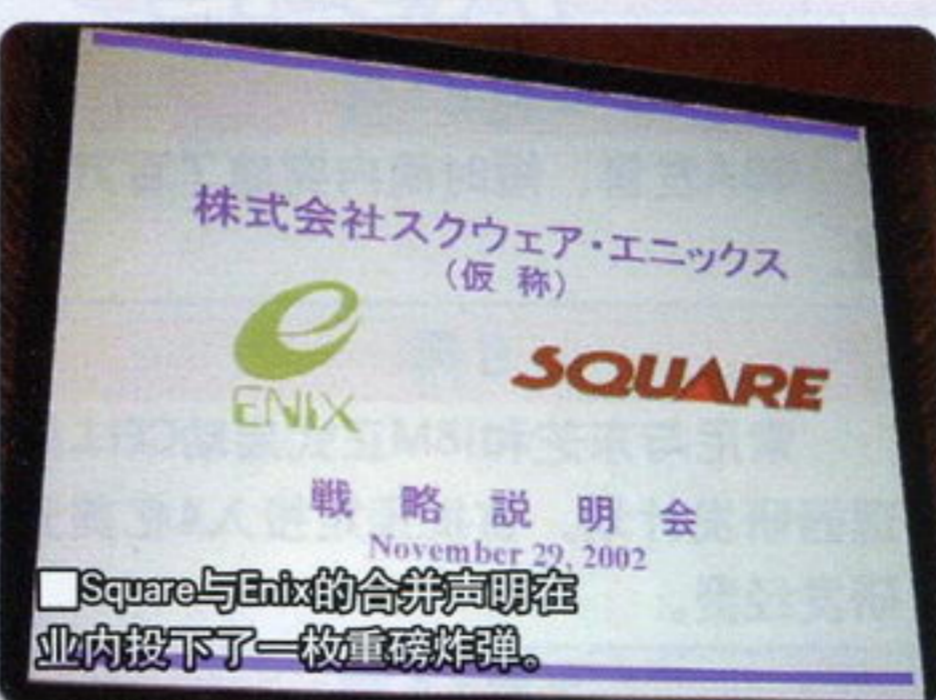 株式会社スクウェア・エニックス
（仮 称）
ENIX
SQUARE
戦 略 説 明 会
November 29, 2002
■Square与Enix的合并声明在
业内投下了一枚重磅炸弹。